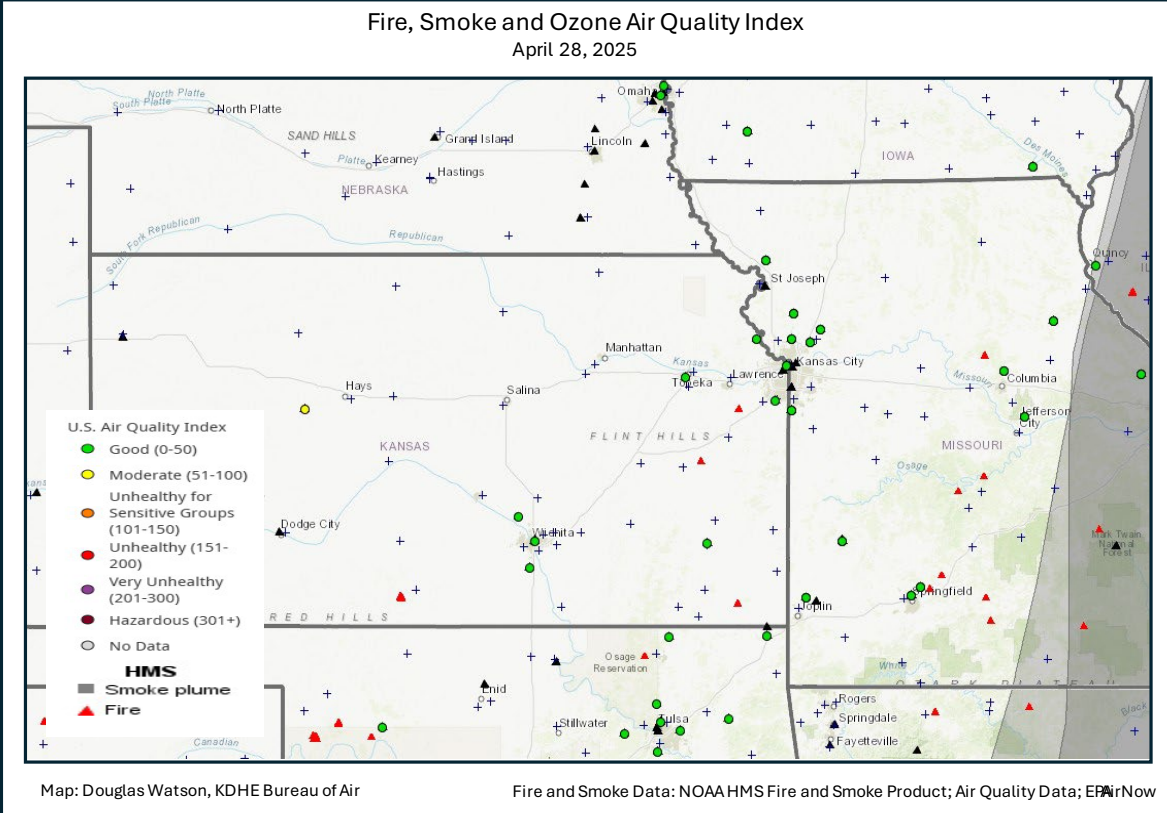 Fire, Smoke and Ozone Air Quality Index
April 28, 2025
North Platte
South Platte
North Platte
SAND HILLS
Platte
Kearney
Grand Island
Hastings
NEBRASKA
Omaha
Lincoln
IOWA
Des Moines
South Fork Republican
Republican
Quincy
IL
St Joseph
Manhattan
Kansas
Topeka
Lawrence
Kansas City
Missouri
Columbia
Jefferson
City
Hays
Salina
FLINT HILLS
KANSAS
MISSOURI
Osage
Dodge City
Wichita
Mark Twain
National
Forest
Springfield
Joplin
RED HILLS
Osage
Reservation
White
OZARK PLATEAU
Enid
Stillwater
Tulsa
Rogers
Springdale
Fayetteville
Black
Canadian
U.S. Air Quality Index
Good (0-50)
Moderate (51-100)
Unhealthy for
Sensitive Groups
(101-150)
Unhealthy (151-
200)
Very Unhealthy
(201-300)
Hazardous (301+)
No Data
HMS
Smoke plume
Fire
Map: Douglas Watson, KDHE Bureau of Air
Fire and Smoke Data: NOAA HMS Fire and Smoke Product; Air Quality Data; EPA AirNow